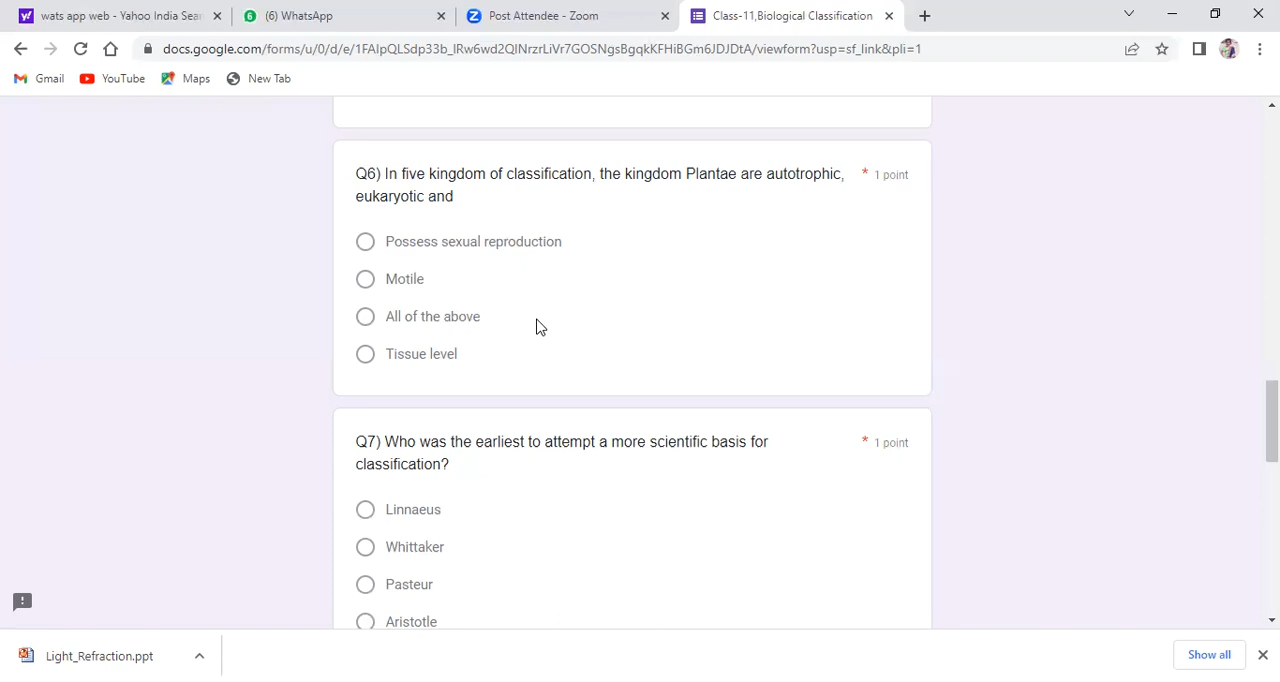 wats app web - Yahoo India Sear
(6) WhatsApp
Post Attendee - Zoom
Class-11,Biological Classification
docs.google.com/forms/u/0/d/e/1FAIpQLSdp33b_lRw6wd2QINrzrLiVr7GOSNgsBgqkKFHiBGm6JDJDtA/viewform?usp=sf_link&pli=1
Gmail
YouTube
Maps
New Tab
Q6) In five kingdom of classification, the kingdom Plantae are autotrophic, * 1 point
eukaryotic and
Possess sexual reproduction
Motile
All of the above
Tissue level
Q7) Who was the earliest to attempt a more scientific basis for * 1 point
classification?
Linnaeus
Whittaker
Pasteur
Aristotle
Light_Refraction.ppt
Show all